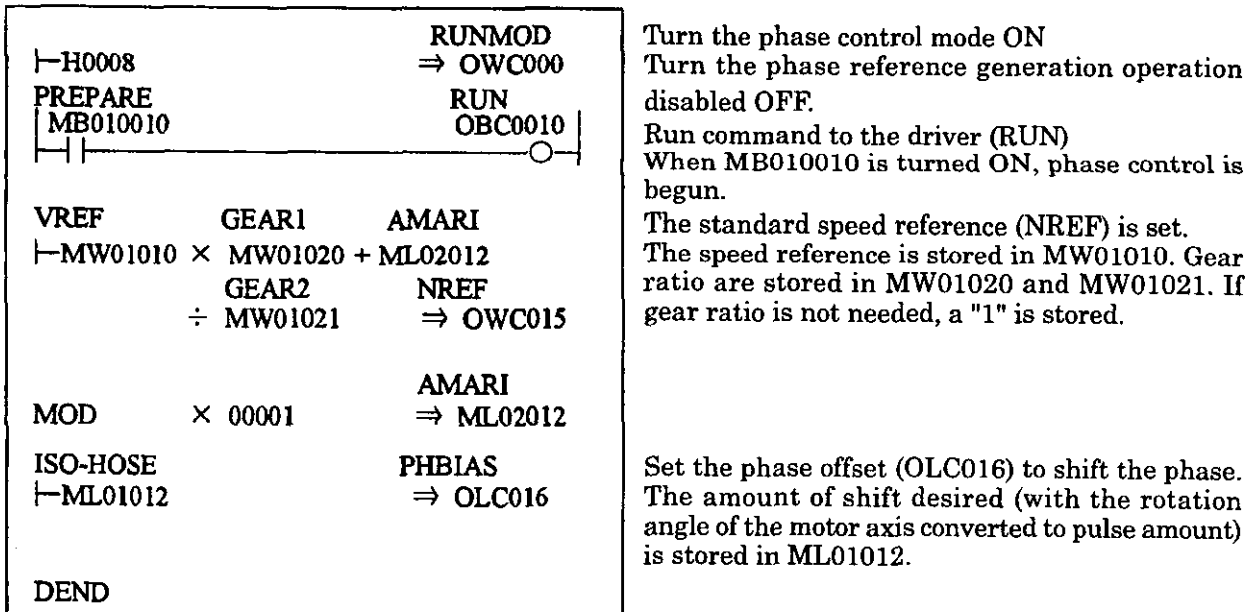 RUNMOD
⊢H0008 ⇒ OWC000
PREPARE RUN
MB010010 OBC0010
VREF GEAR1 AMARI
⊢MW01010 × MW01020 + ML02012
GEAR2 NREF
÷ MW01021 ⇒ OWC015
AMARI
MOD × 00001 ⇒ ML02012
ISO-HOSE PHBIAS
⊢ML01012 ⇒ OLC016
DEND
Turn the phase control mode ON
Turn the phase reference generation operation
disabled OFF.
Run command to the driver (RUN)
When MB010010 is turned ON, phase control is
begun.
The standard speed reference (NREF) is set.
The speed reference is stored in MW01010. Gear
ratio are stored in MW01020 and MW01021. If
gear ratio is not needed, a "1" is stored.
Set the phase offset (OLC016) to shift the phase.
The amount of shift desired (with the rotation
angle of the motor axis converted to pulse amount)
is stored in ML01012.